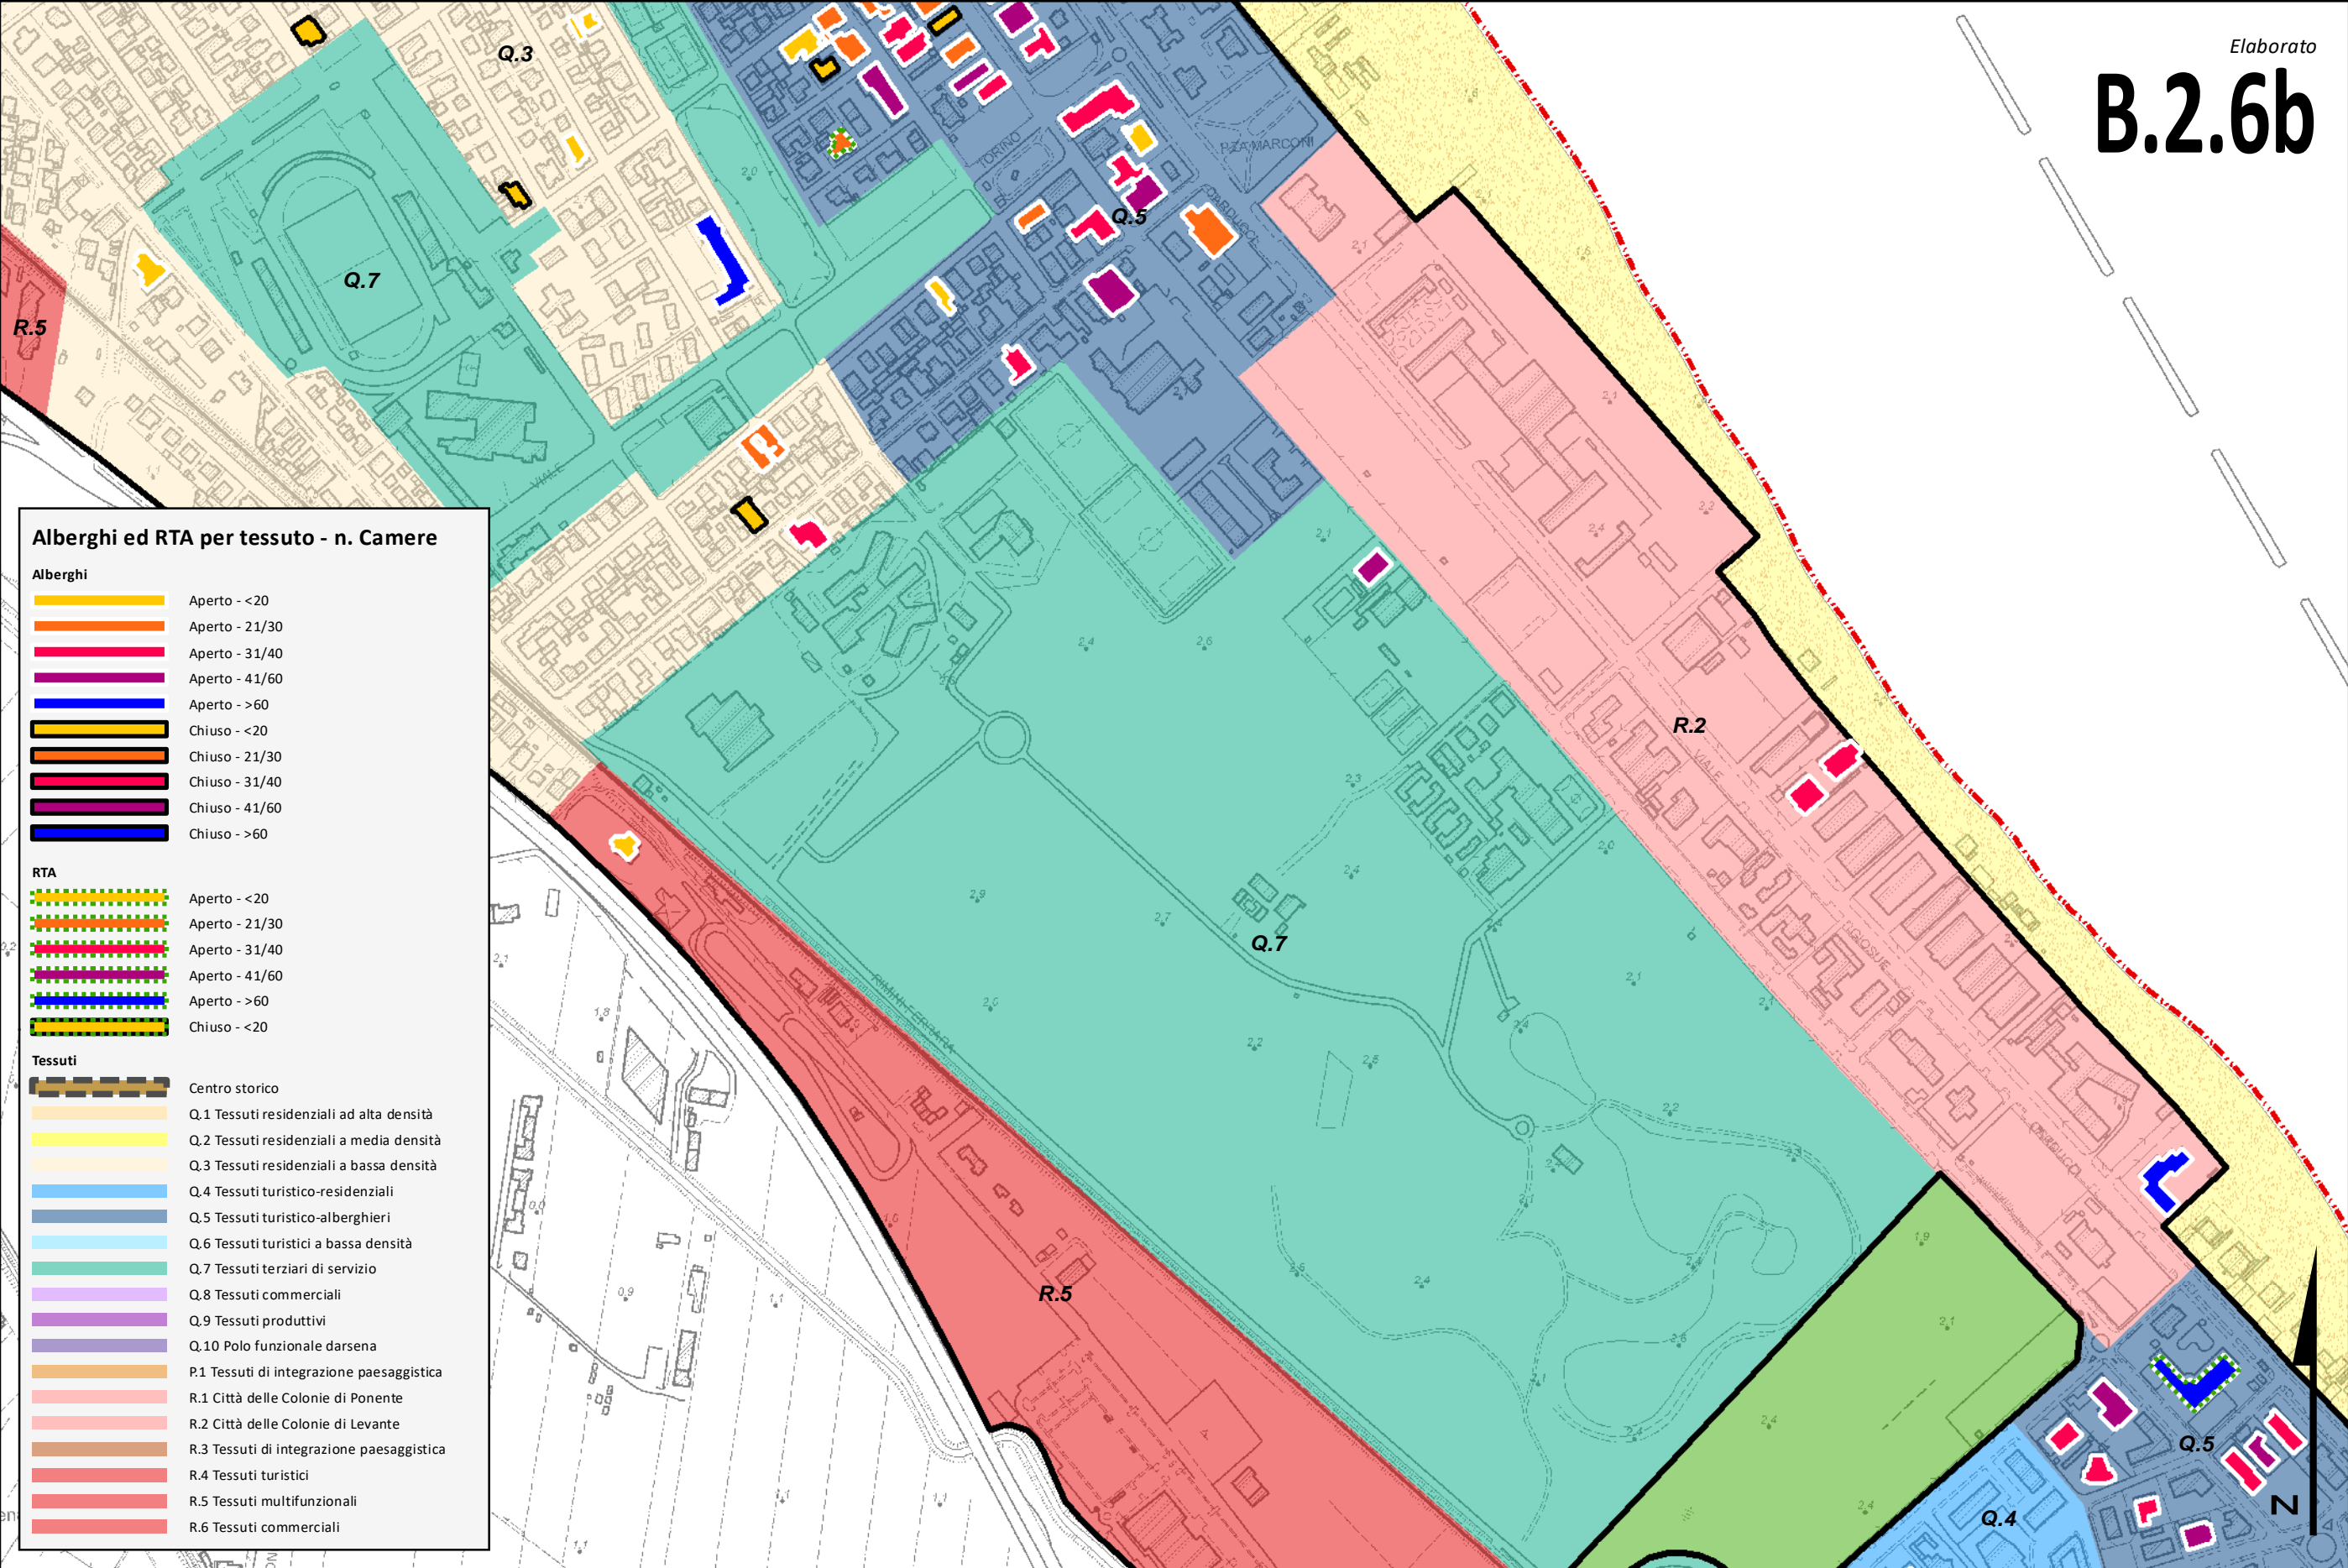 Elaborato
B.2.6b
Q.3
Q.7
R.5
Q.5
P.ZA MARCONI
TORINO
CARDUCCI
VIALE
R.2
VIALE
GIOSUE
CARDUCCI
Q.7
RIMINI-FERRARA
R.5
Q.5
Q.4
N
Alberghi ed RTA per tessuto - n. Camere
Alberghi
Aperto - <20
Aperto - 21/30
Aperto - 31/40
Aperto - 41/60
Aperto - >60
Chiuso - <20
Chiuso - 21/30
Chiuso - 31/40
Chiuso - 41/60
Chiuso - >60
RTA
Aperto - <20
Aperto - 21/30
Aperto - 31/40
Aperto - 41/60
Aperto - >60
Chiuso - <20
Tessuti
Centro storico
Q.1 Tessuti residenziali ad alta densità
Q.2 Tessuti residenziali a media densità
Q.3 Tessuti residenziali a bassa densità
Q.4 Tessuti turistico-residenziali
Q.5 Tessuti turistico-alberghieri
Q.6 Tessuti turistici a bassa densità
Q.7 Tessuti terziari di servizio
Q.8 Tessuti commerciali
Q.9 Tessuti produttivi
Q.10 Polo funzionale darsena
P.1 Tessuti di integrazione paesaggistica
R.1 Città delle Colonie di Ponente
R.2 Città delle Colonie di Levante
R.3 Tessuti di integrazione paesaggistica
R.4 Tessuti turistici
R.5 Tessuti multifunzionali
R.6 Tessuti commerciali